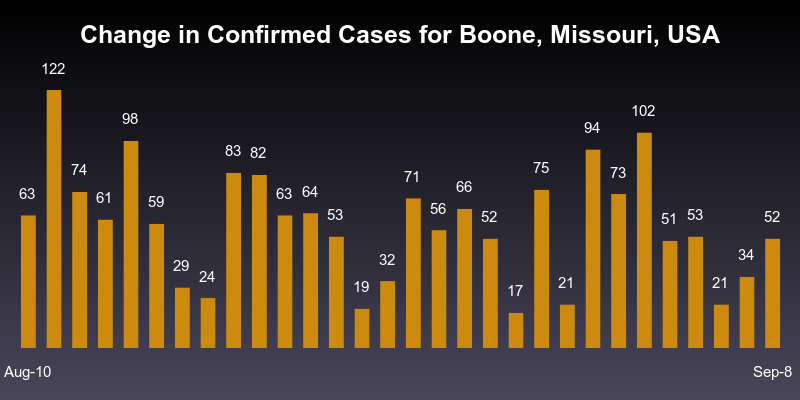 Change in Confirmed Cases for Boone, Missouri, USA
63 122 74 61 98 59 29 24 83 82 63 64 53 19 32 71 56 66 52 17 75 21 94 73 102 51 53 21 34 52
Aug-10 Sep-8